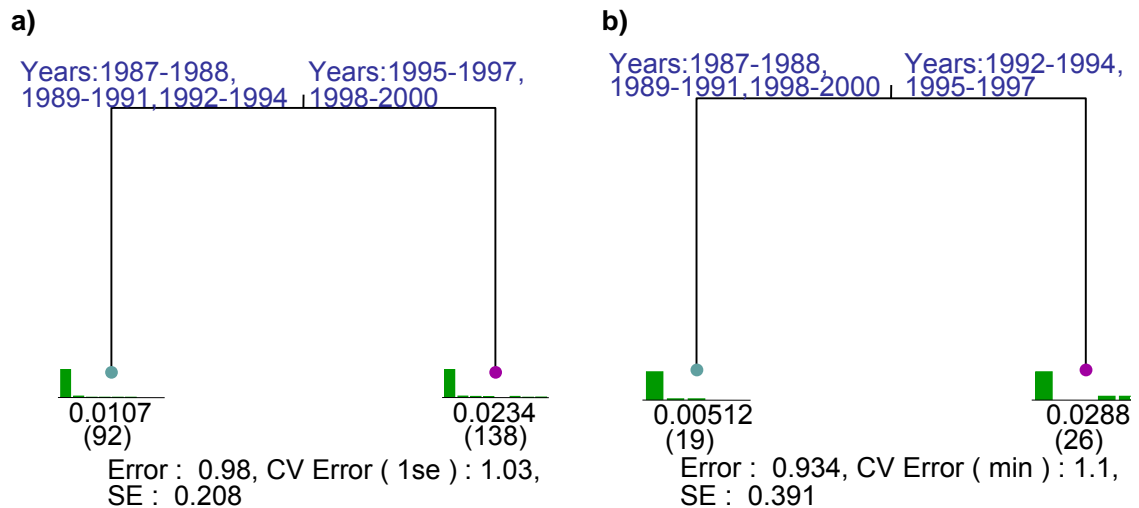 a)
Years:1987-1988,
1989-1991,1992-1994
Years:1995-1997,
1998-2000
0.0107
(92)
0.0234
(138)
Error : 0.98, CV Error ( 1se ) : 1.03,
SE : 0.208
b)
Years:1987-1988,
1989-1991,1998-2000
Years:1992-1994,
1995-1997
0.00512
(19)
0.0288
(26)
Error : 0.934, CV Error ( min ) : 1.1,
SE : 0.391